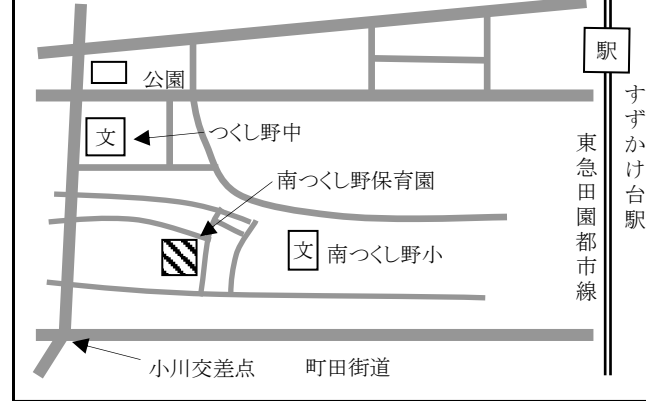 駅
公園
すずかけ台駅
文
つくし野中
東急田園都市線
南つくし野保育園
文
南つくし野小
小川交差点
町田街道